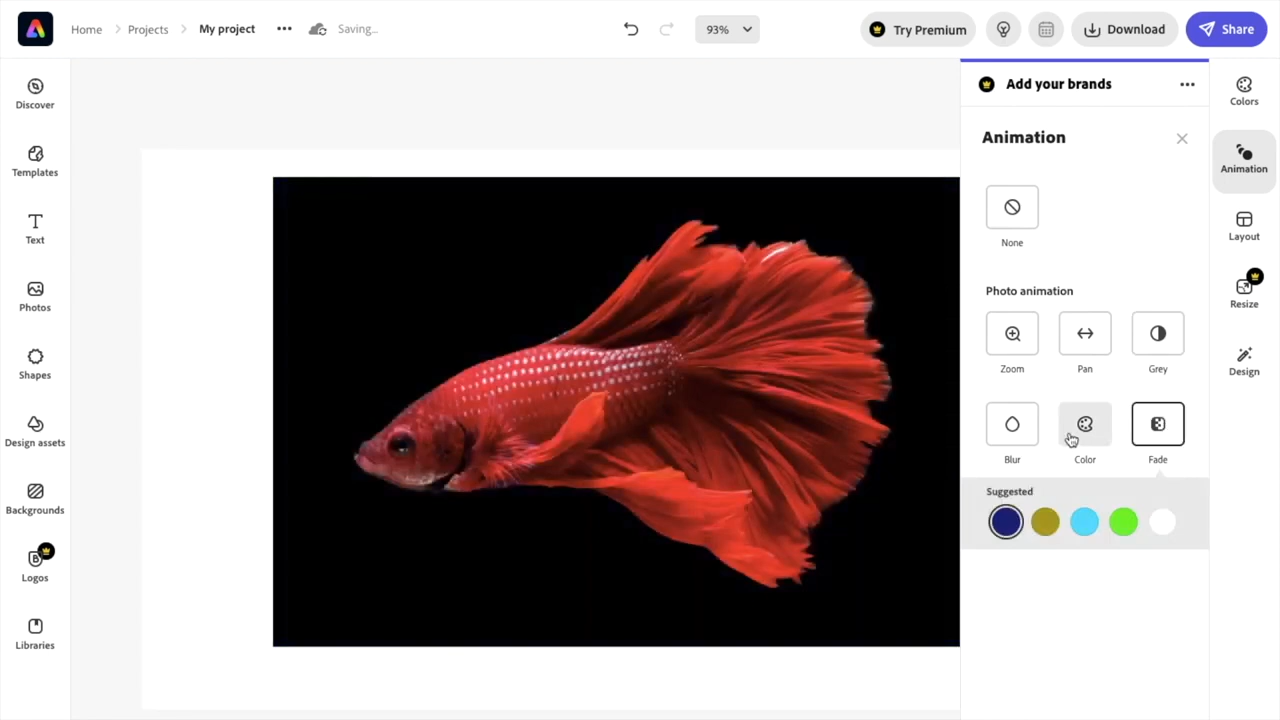 Home
Projects
My project
Saving...
93%
Try Premium
Download
Share
Discover
Templates
Text
Photos
Shapes
Design assets
Backgrounds
Logos
Libraries
Add your brands
Animation
None
Photo animation
Zoom
Pan
Grey
Blur
Color
Fade
Suggested
Colors
Animation
Layout
Resize
Design